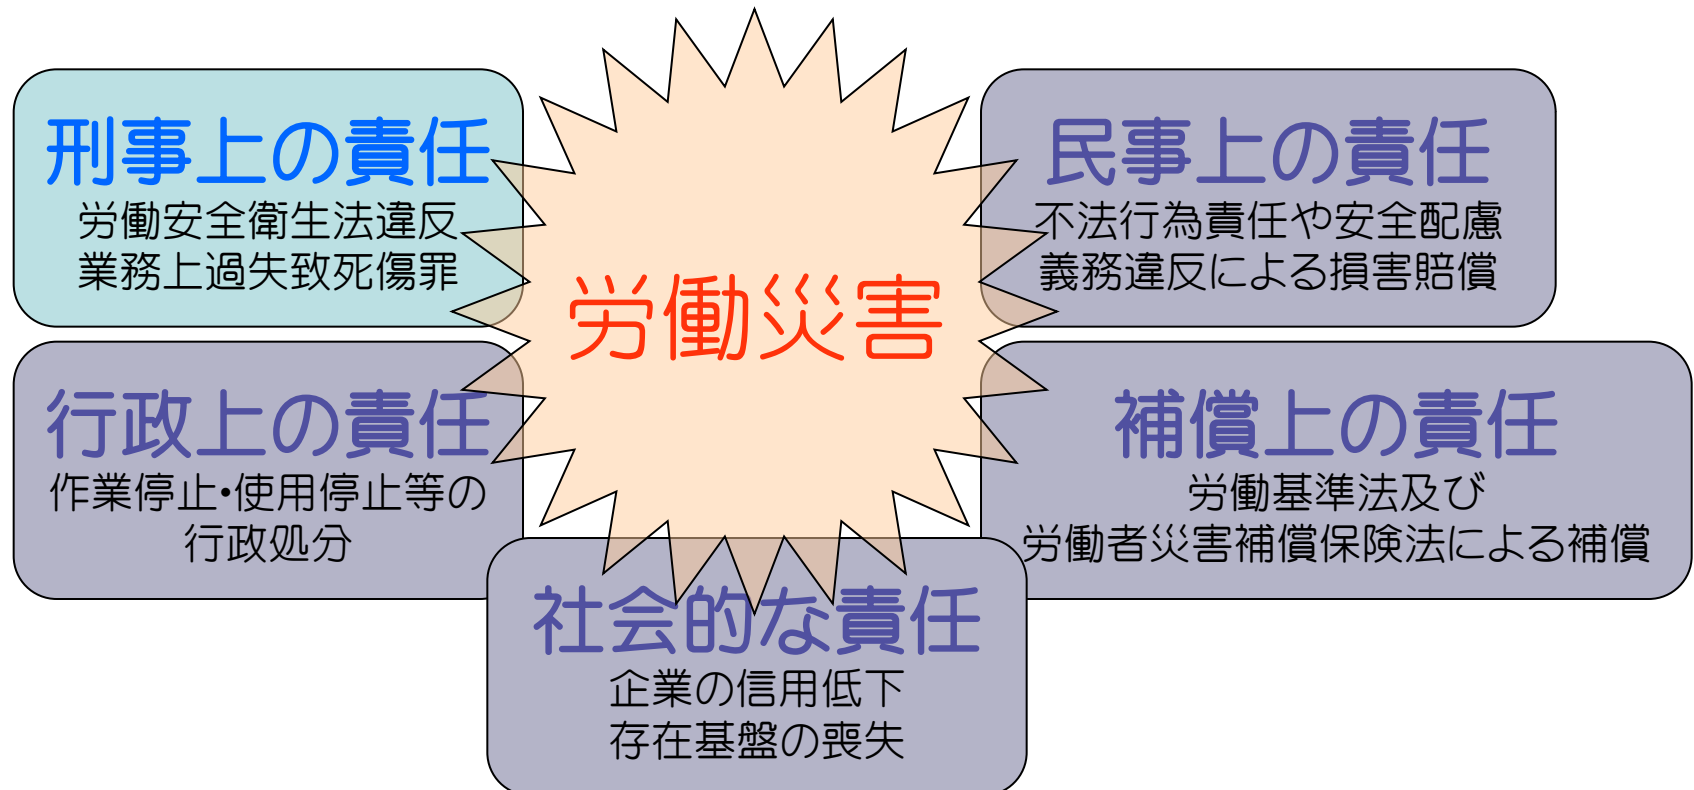 刑事上の責任
労働安全衛生法違反
業務上過失致死傷罪
労働災害
民事上の責任
不法行為責任や安全配慮
義務違反による損害賠償
行政上の責任
作業停止・使用停止等の
行政処分
補償上の責任
労働基準法及び
労働者災害補償保険法による補償
社会的な責任
企業の信用低下
存在基盤の喪失